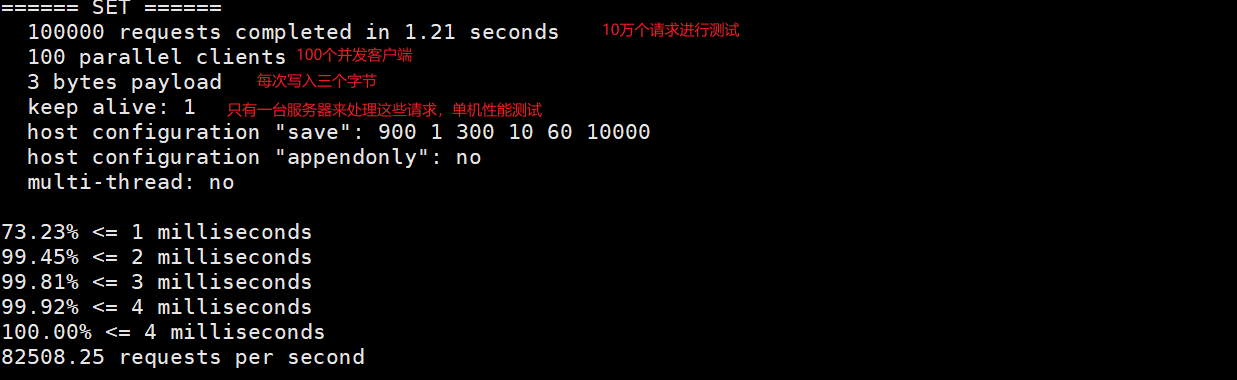 ====== SET ======
100000 requests completed in 1.21 seconds 10万个请求进行测试
100 parallel clients 100个并发客户端
3 bytes payload 每次写入三个字节
keep alive: 1 只有一台服务器来处理这些请求，单机性能测试
host configuration "save": 900 1 300 10 60 10000
host configuration "appendonly": no
multi-thread: no
73.23% <= 1 milliseconds
99.45% <= 2 milliseconds
99.81% <= 3 milliseconds
99.92% <= 4 milliseconds
100.00% <= 4 milliseconds
82508.25 requests per second